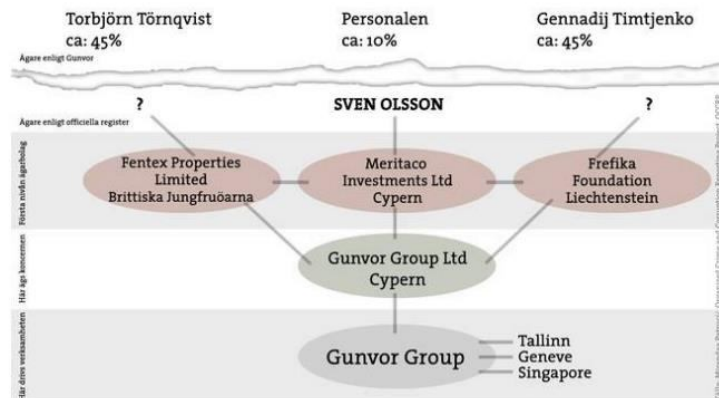 Torbjörn Törnqvist
ca: 45%
Personalen
ca: 10%
Gennadij Timtjenko
ca: 45%
Ägare enligt Gunvor
?
SVEN OLSSON
?
Ägare enligt officiella register
Första nivån ägarbolag
Fentex Properties
Limited
Brittiska Jungfruöarna
Meritaco
Investments Ltd
Cypern
Frefika
Foundation
Liechtenstein
Här ägs koncernen
Gunvor Group Ltd
Cypern
Här drivs verksamheten
Gunvor Group
Tallinn
Geneve
Singapore